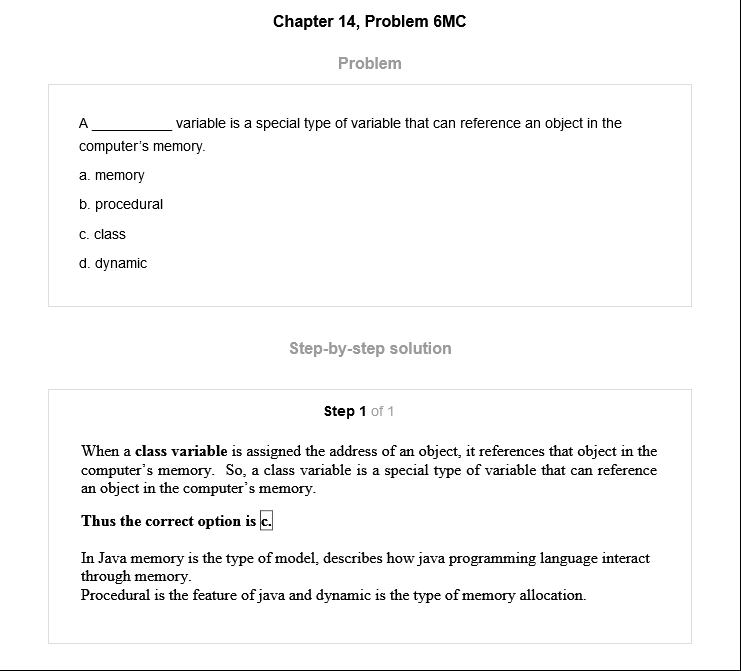 Chapter 14, Problem 6MC
Problem
A __________ variable is a special type of variable that can reference an object in the
computer's memory.
a. memory
b. procedural
c. class
d. dynamic
Step-by-step solution
Step 1 of 1
When a class variable is assigned the address of an object, it references that object in the
computer's memory. So, a class variable is a special type of variable that can reference
an object in the computer's memory.
Thus the correct option is c.
In Java memory is the type of model, describes how java programming language interact
through memory.
Procedural is the feature of java and dynamic is the type of memory allocation.